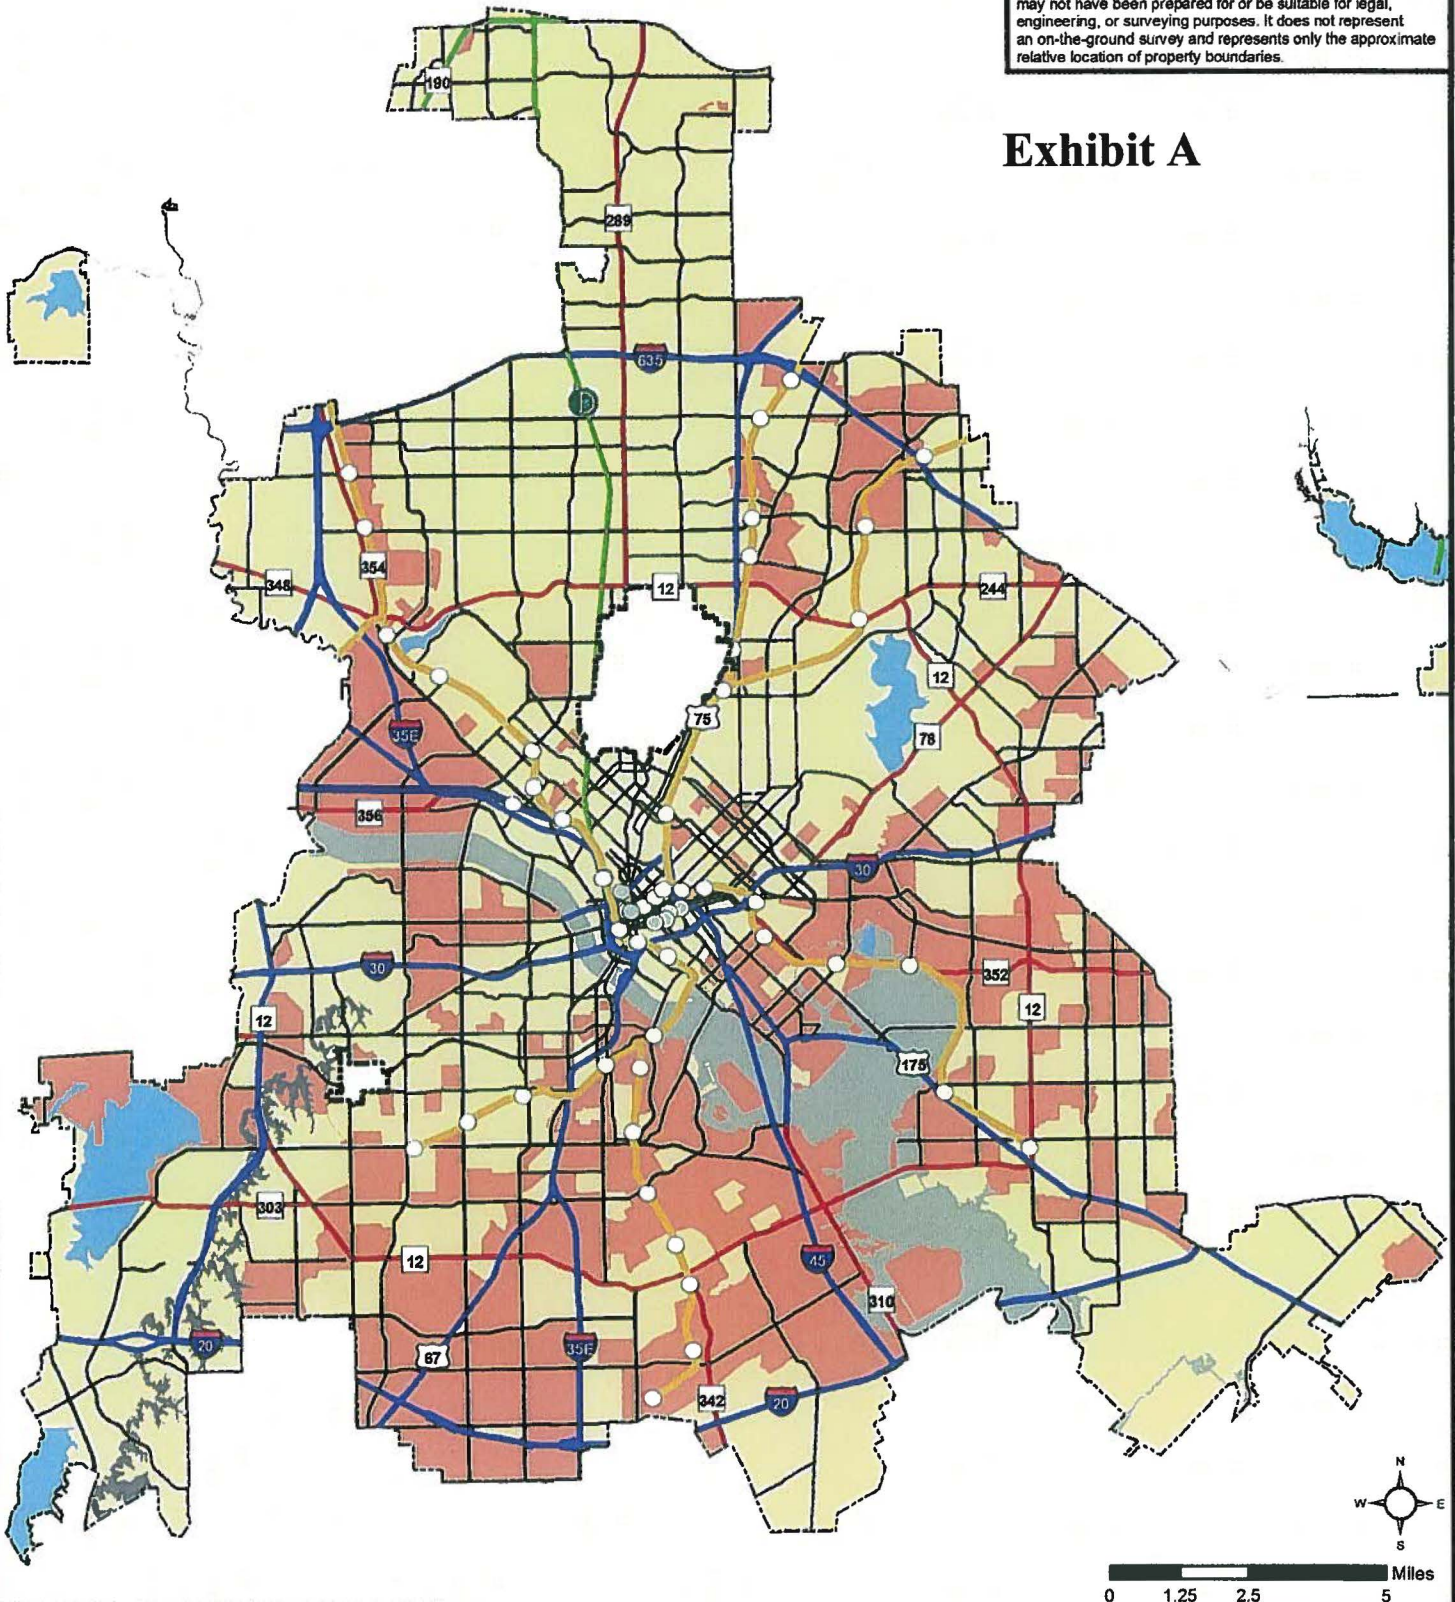 may not have been prepared for or be suitable for legal,
engineering, or surveying purposes. It does not represent
an on-the-ground survey and represents only the approximate
relative location of property boundaries.
Exhibit A
190
289
635
354
348
12
244
12
75
78
35E
356
30
30
352
12
12
175
303
12
45
310
20
67
35E
342
20
N
W E
S
Miles
0 1.25 2.5 5